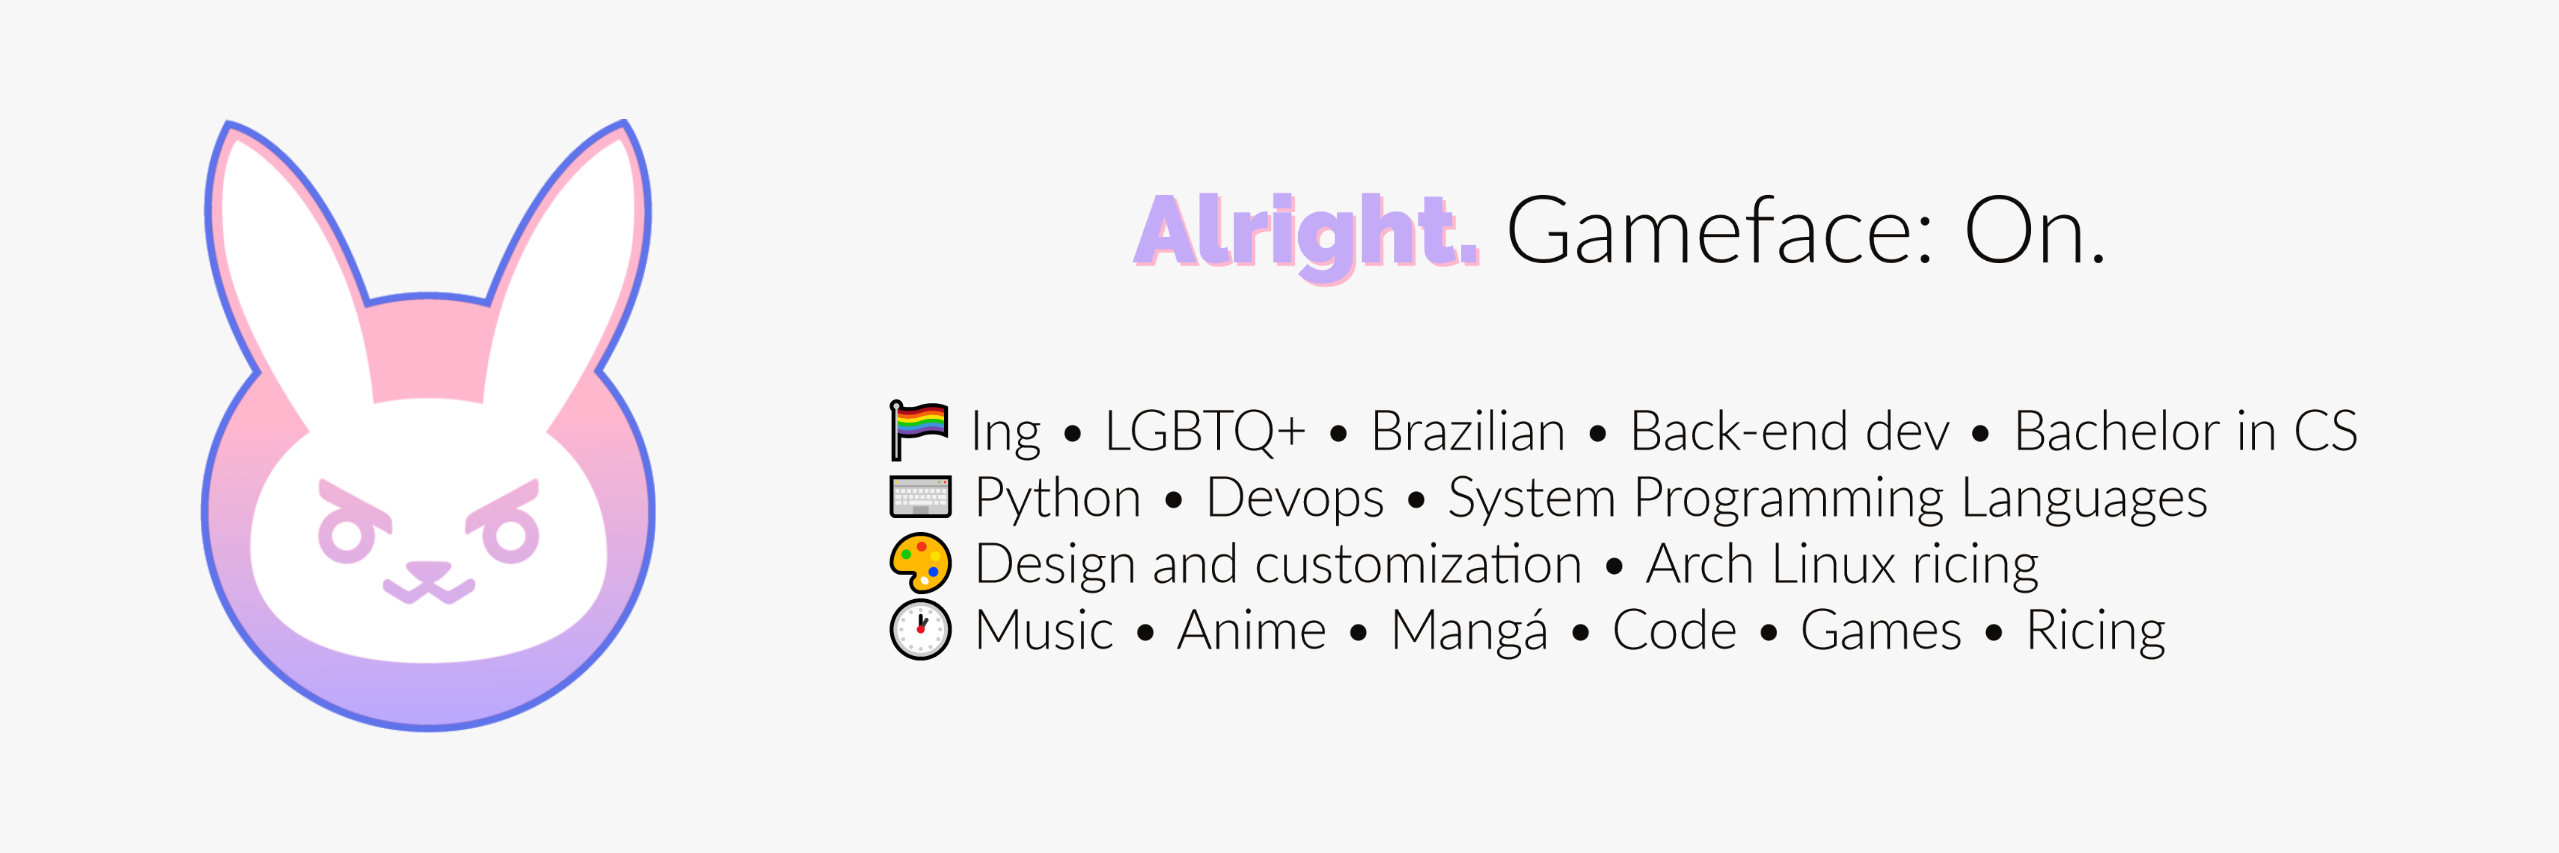 Alright. Gameface: On.
Ing • LGBTQ+ • Brazilian • Back-end dev • Bachelor in CS
Python • Devops • System Programming Languages
Design and customization • Arch Linux ricing
Music • Anime • Mangá • Code • Games • Ricing